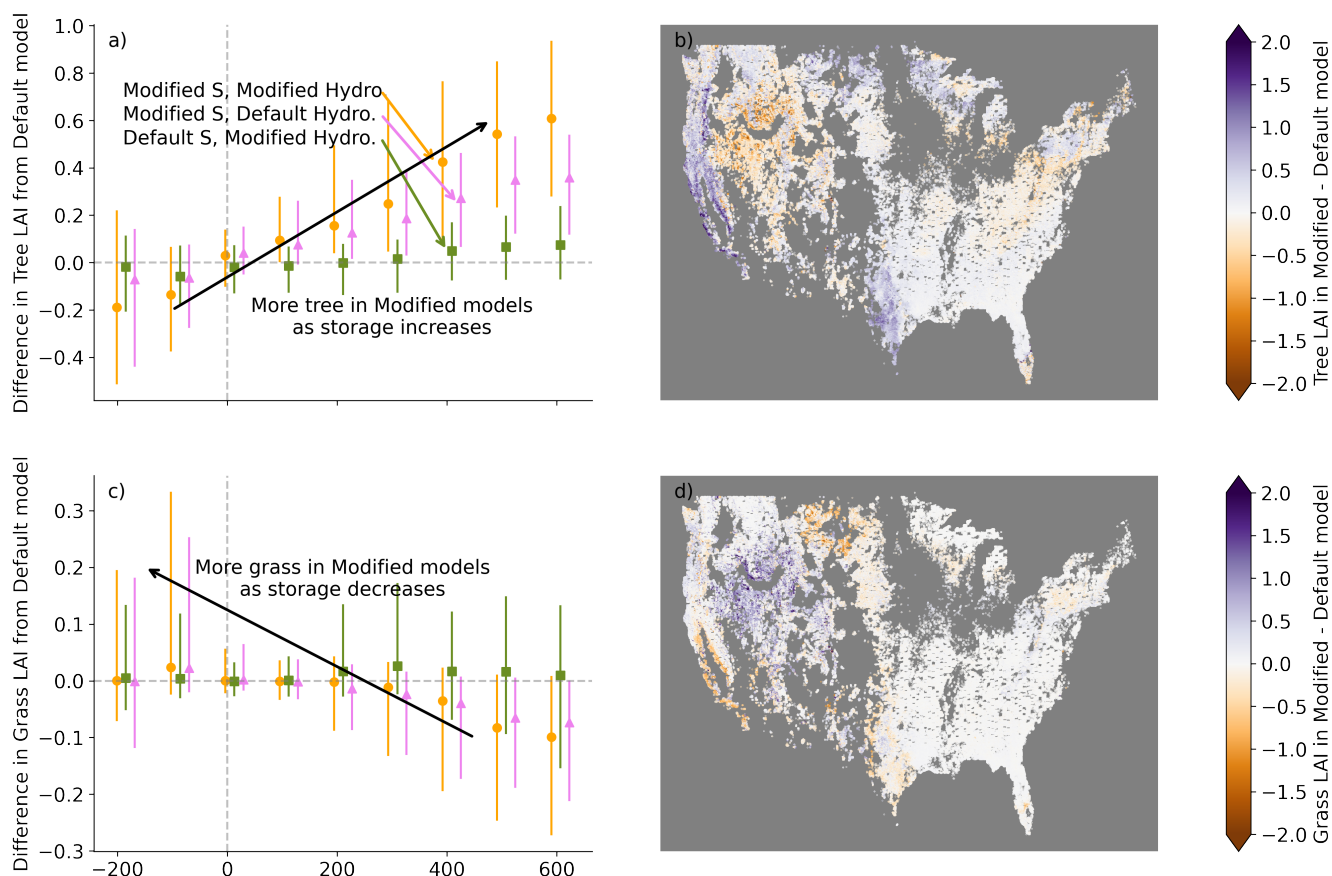 Difference in Tree LAI from Default model
1.0
0.8
0.6
0.4
0.2
0.0
−0.2
−0.4
a)
Modified S, Modified Hydro
Modified S, Default Hydro.
Default S, Modified Hydro.
More tree in Modified models
as storage increases
b)
2.0
1.5
1.0
0.5
0.0
−0.5
−1.0
−1.5
−2.0
Tree LAI in Modified - Default model
Difference in Grass LAI from Default model
0.3
0.2
0.1
0.0
−0.1
−0.2
−0.3
c)
More grass in Modified models
as storage decreases
−200
0
200
400
600
d)
2.0
1.5
1.0
0.5
0.0
−0.5
−1.0
−1.5
−2.0
Grass LAI in Modified - Default model